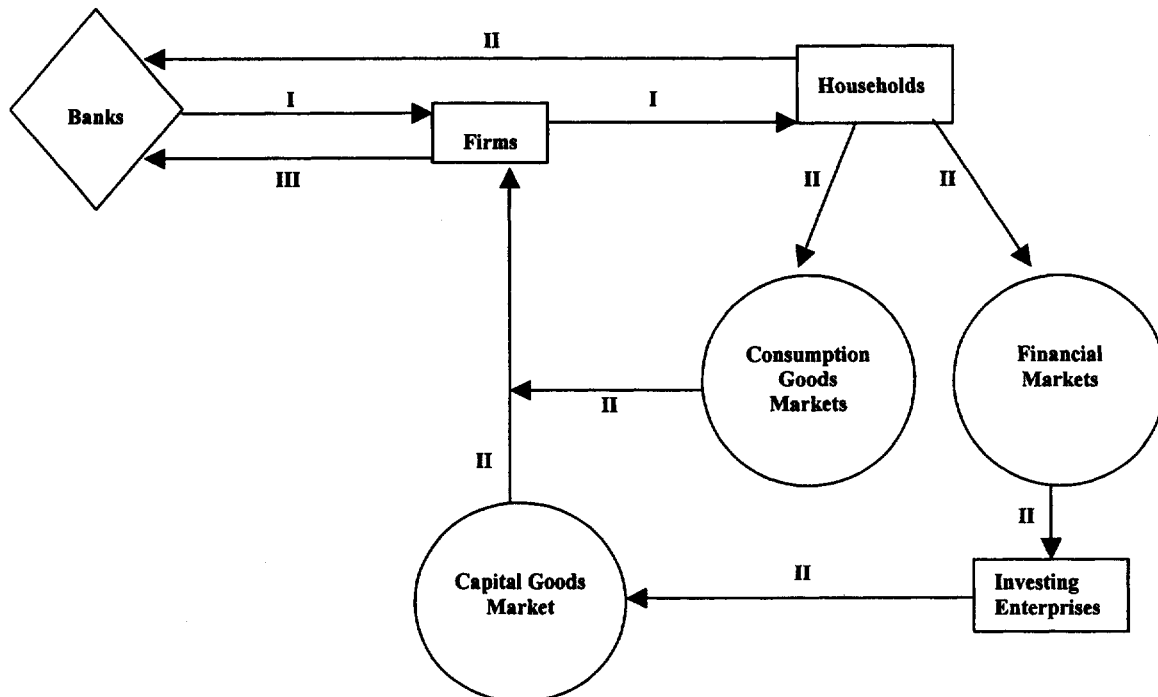 II
Households
Banks
I
I
Firms
III
II
II
Consumption
Goods
Markets
Financial
Markets
II
II
II
Capital Goods
Market
II
Investing
Enterprises